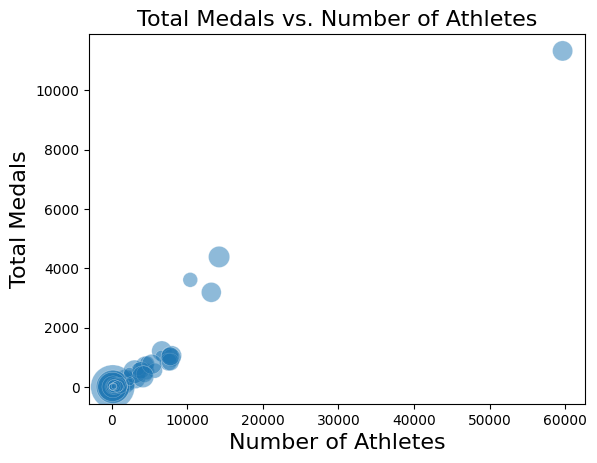 Total Medals vs. Number of Athletes
10000
8000
6000
4000
2000
0
Total Medals
0 10000 20000 30000 40000 50000 60000
Number of Athletes